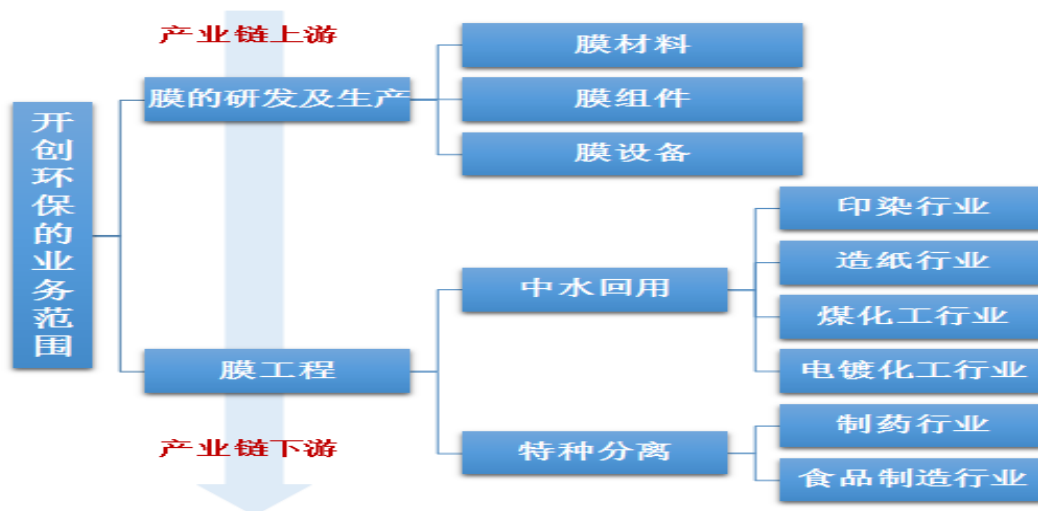 产业链上游
开创环保的业务范围
膜的研发及生产
膜材料
膜组件
膜设备
膜工程
中水回用
印染行业
造纸行业
煤化工行业
电镀化工行业
特种分离
制药行业
食品制造行业
产业链下游